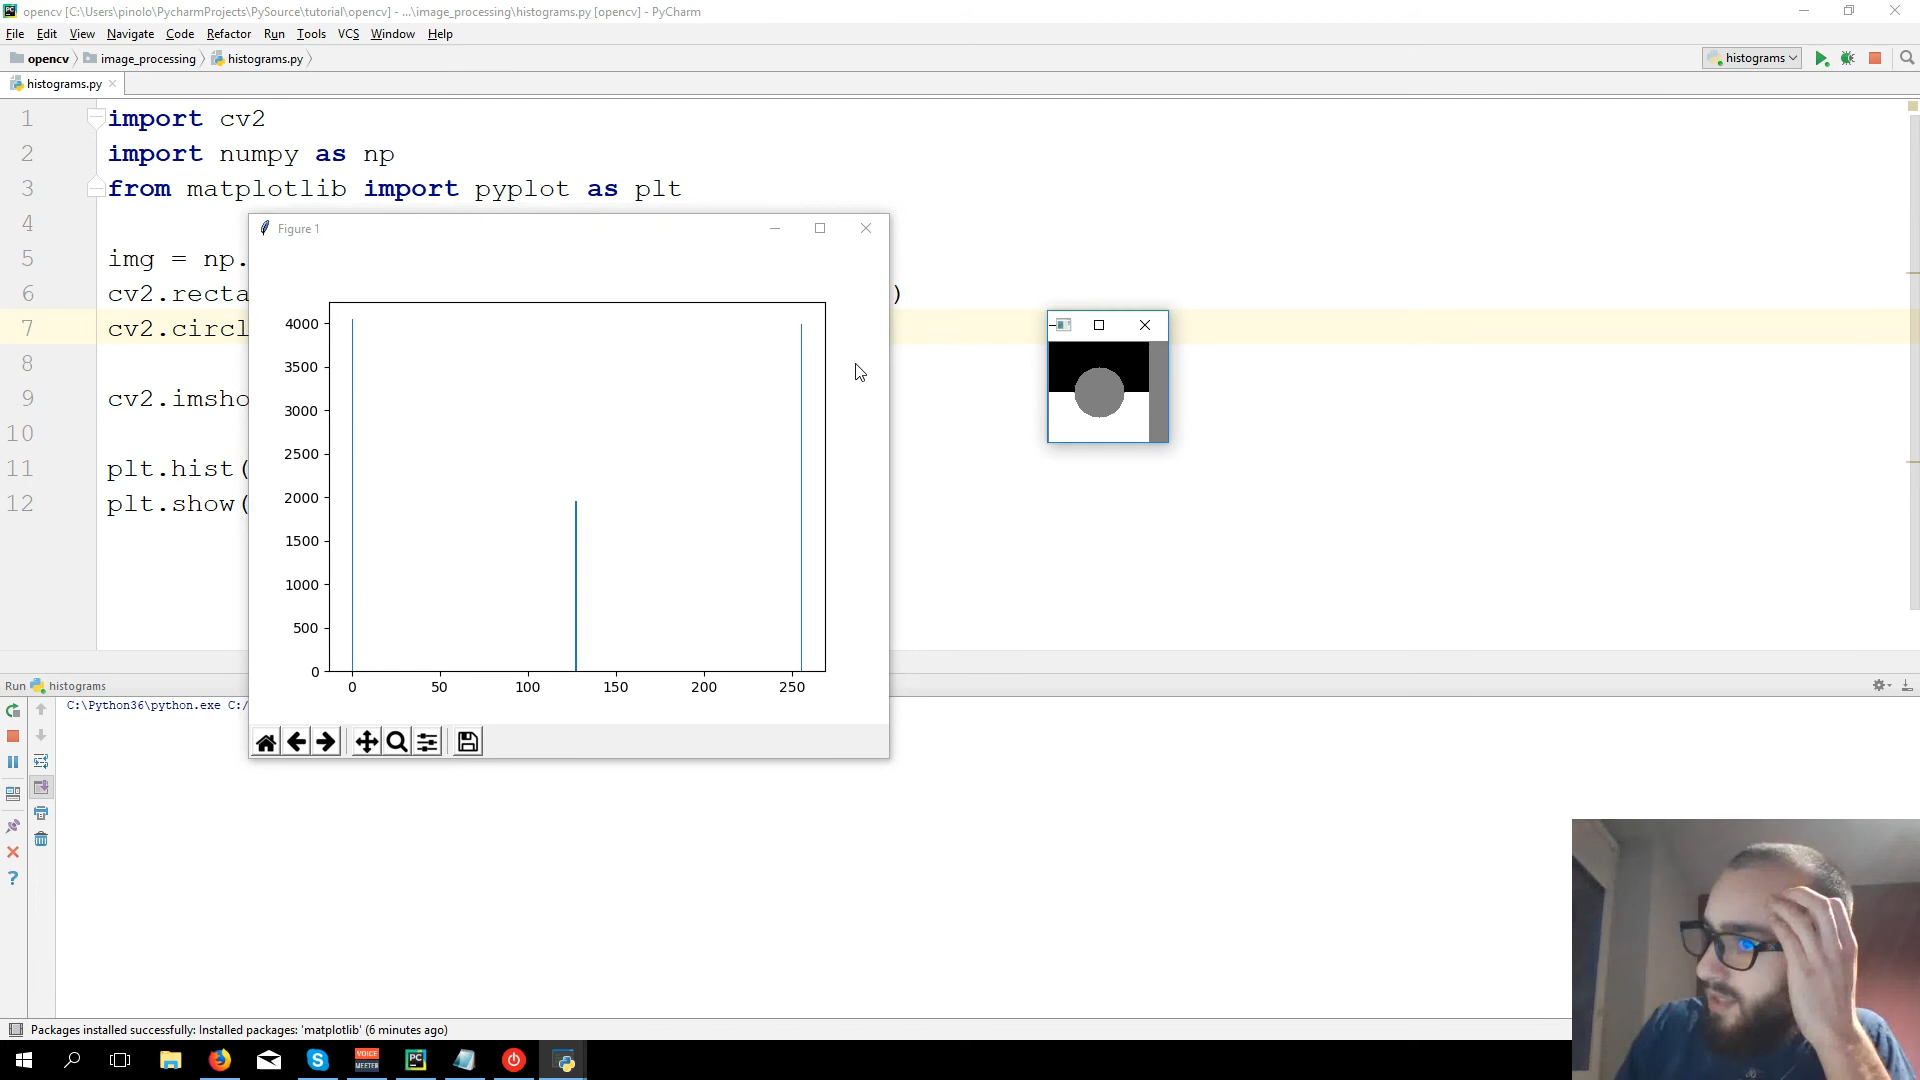 opencv [C:\Users\pinolo\PycharmProjects\PySource\tutorial\opencv] - ...\image_processing\histograms.py [opencv] - PyCharm
File Edit View Navigate Code Refactor Run Tools VCS Window Help
opencv image_processing histograms.py histograms
histograms.py
1 import cv2
2 import numpy as np
3 from matplotlib import pyplot as plt
4
5 img = np.
6 cv2.recta )
7 cv2.circl
8
9 cv2.imsho
10
11 plt.hist(
12 plt.show(
Figure 1
4000
3500
3000
2500
2000
1500
1000
500
0
0 50 100 150 200 250
Run histograms
C:\Python36\python.exe C:/
Packages installed successfully: Installed packages: 'matplotlib' (6 minutes ago)
VOICE
MEETER
PC